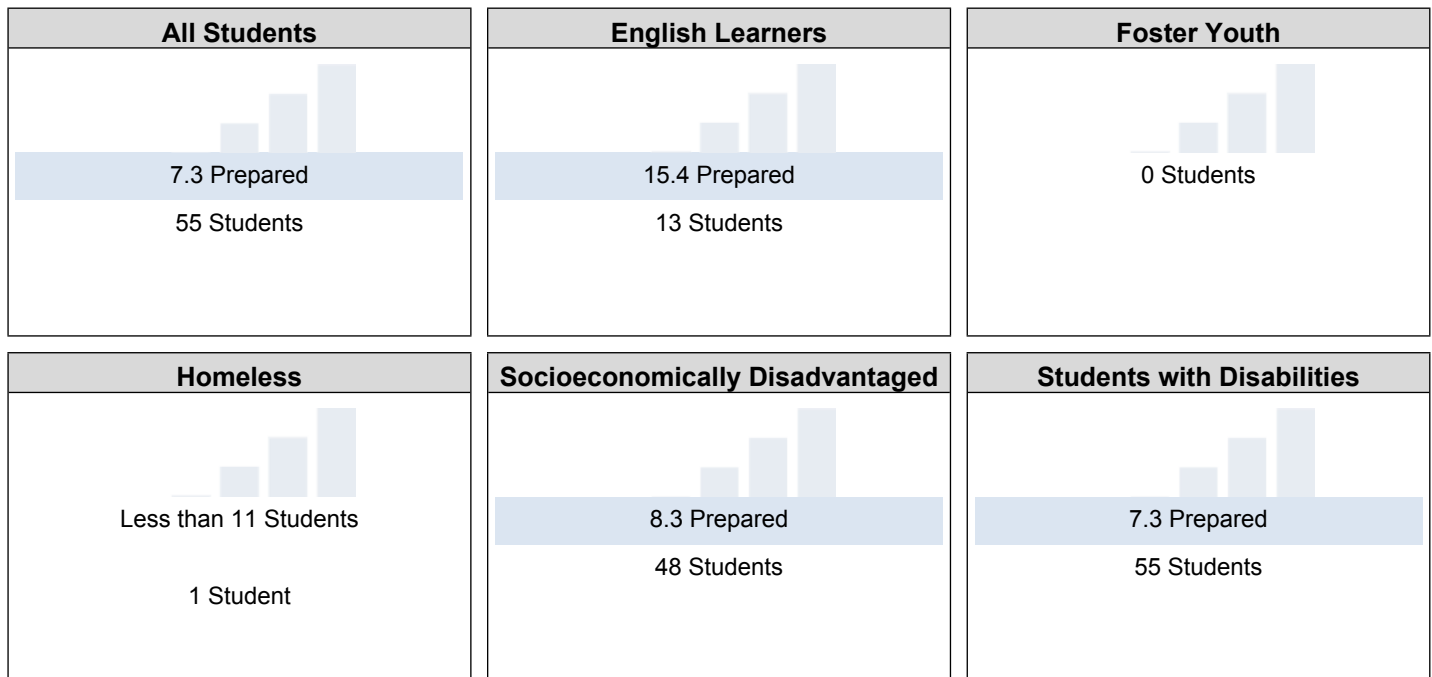 All Students
7.3 Prepared
55 Students
English Learners
15.4 Prepared
13 Students
Foster Youth
0 Students
Homeless
Less than 11 Students
1 Student
Socioeconomically Disadvantaged
8.3 Prepared
48 Students
Students with Disabilities
7.3 Prepared
55 Students